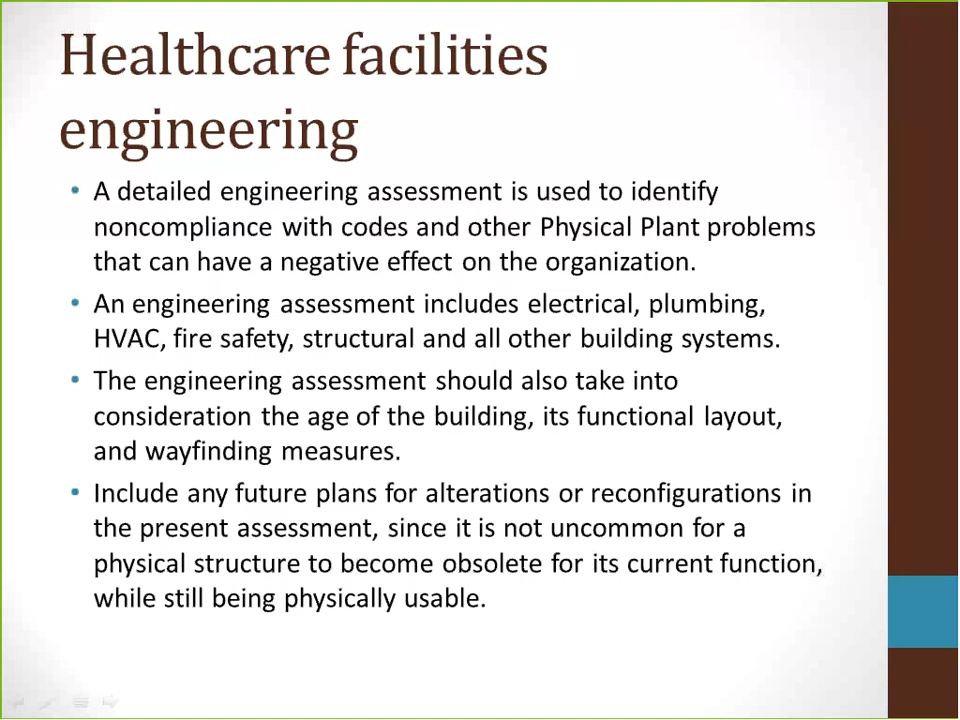 Healthcare facilities
engineering
• A detailed engineering assessment is used to identify
noncompliance with codes and other Physical Plant problems
that can have a negative effect on the organization.
• An engineering assessment includes electrical, plumbing,
HVAC, fire safety, structural and all other building systems.
• The engineering assessment should also take into
consideration the age of the building, its functional layout,
and wayfinding measures.
• Include any future plans for alterations or reconfigurations in
the present assessment, since it is not uncommon for a
physical structure to become obsolete for its current function,
while still being physically usable.